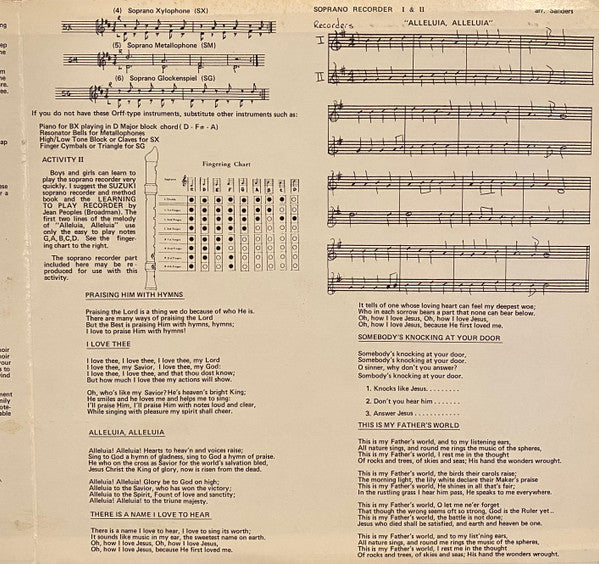 (4) Soprano Xylophone (SX)
SX
R
L
(5) Soprano Metallophone (SM)
SM
R
L
(6) Soprano Glockenspiel (SG)
SG
R
L
If you do not have these Orff-type instruments, substitute other instruments such as:
Piano for BX playing in D Major block chord ( D - F# - A)
Resonator Bells for Metallophones
High/Low Tone Block or Claves for SX
Finger Cymbals or Triangle for SG
ACTIVITY II
Boys and girls can learn to
play the soprano recorder very
quickly. I suggest the SUZUKI
soprano recorder and method
book and the LEARNING
TO PLAY RECORDER by
Jean Peoples (Broadman). The
first two lines of the melody
of "Alleluia, Alleluia" use
only the easy to play notes
G,A,B,C,D. See the finger-
ing chart to the right.
The soprano recorder part
included here may be re-
produced for use with this
activity.
Fingering Chart
Soprano
PRAISING HIM WITH HYMNS
Praising the Lord is a thing we do because of who He is.
There are many ways of praising the Lord
But the Best is praising Him with hymns, hymns;
I love to praise Him with hymns!
I LOVE THEE
I love thee, I love thee, I love thee, my Lord
I love thee, my Savior, I love thee, my God:
I love thee, I love thee, and that thou dost know;
But how much I love thee my actions will show.
Oh, who's like my Savior? He's heaven's bright King;
He smiles and he loves me and helps me to sing:
I'll praise Him, I'll praise Him with notes loud and clear,
While singing with pleasure my spirit shall cheer.
ALLELUIA, ALLELUIA
Alleluia! Alleluia! Hearts to heav'n and voices raise;
Sing to God a hymn of gladness, sing to God a hymn of praise.
He who on the cross as Savior for the world's salvation bled,
Jesus Christ the King of glory, now is risen from the dead.
Alleluia! Alleluia! Glory be to God on high;
Alleluia to the Savior, who has won the victory;
Alleluia to the Spirit, Fount of love and sanctity;
Alleluia! Alleluia! to the triune majesty.
THERE IS A NAME I LOVE TO HEAR
There is a name I love to hear, I love to sing its worth;
It sounds like music in my ear, the sweetest name on earth.
Oh, how I love Jesus, Oh, how I love Jesus,
Oh, how I love Jesus, because He first loved me.
SOPRANO RECORDER I & II
"ALLELUIA, ALLELUIA"
arr. Sanders
Recorders
I
II
It tells of one whose loving heart can feel my deepest woe;
Who in each sorrow bears a part that none can bear below.
Oh, how I love Jesus, Oh, how I love Jesus,
Oh, how I love Jesus, because He first loved me.
SOMEBODY'S KNOCKING AT YOUR DOOR
Somebody's knocking at your door,
Somebody's knocking at your door,
O sinner, why don't you answer?
Sombody's knocking at your door.
1. Knocks like Jesus. . . . . . . . .
2. Don't you hear him . . . . . . .
3. Answer Jesus . . . . . . . . . . .
THIS IS MY FATHER'S WORLD
This is my Father's world, and to my listening ears,
All nature sings, and round me rings the music of the spheres,
This is my Father's world, I rest me in the thought
Of rocks and trees, of skies and seas; His hand the wonders wrought.
This is my Father's world, the birds their carols raise;
The morning light, the lily white declare their Maker's praise
This is my Father's world, He shines in all that's fair;
In the rustling grass I hear him pass, He speaks to me everywhere.
This is my Father's world, O let me ne'er forget
That though the wrong seems oft so strong, God is the Ruler yet..
This is my Father's world, the battle is not done;
Jesus who died shall be satisfied, and earth and heaven be one.
This is my Father's world, and to my list'ning ears,
All nature sings, and round me rings the music of the spheres,
This is my Father's world, I rest me in the thought
Of rocks and trees, of skies and seas, His hand the wonders wrought.